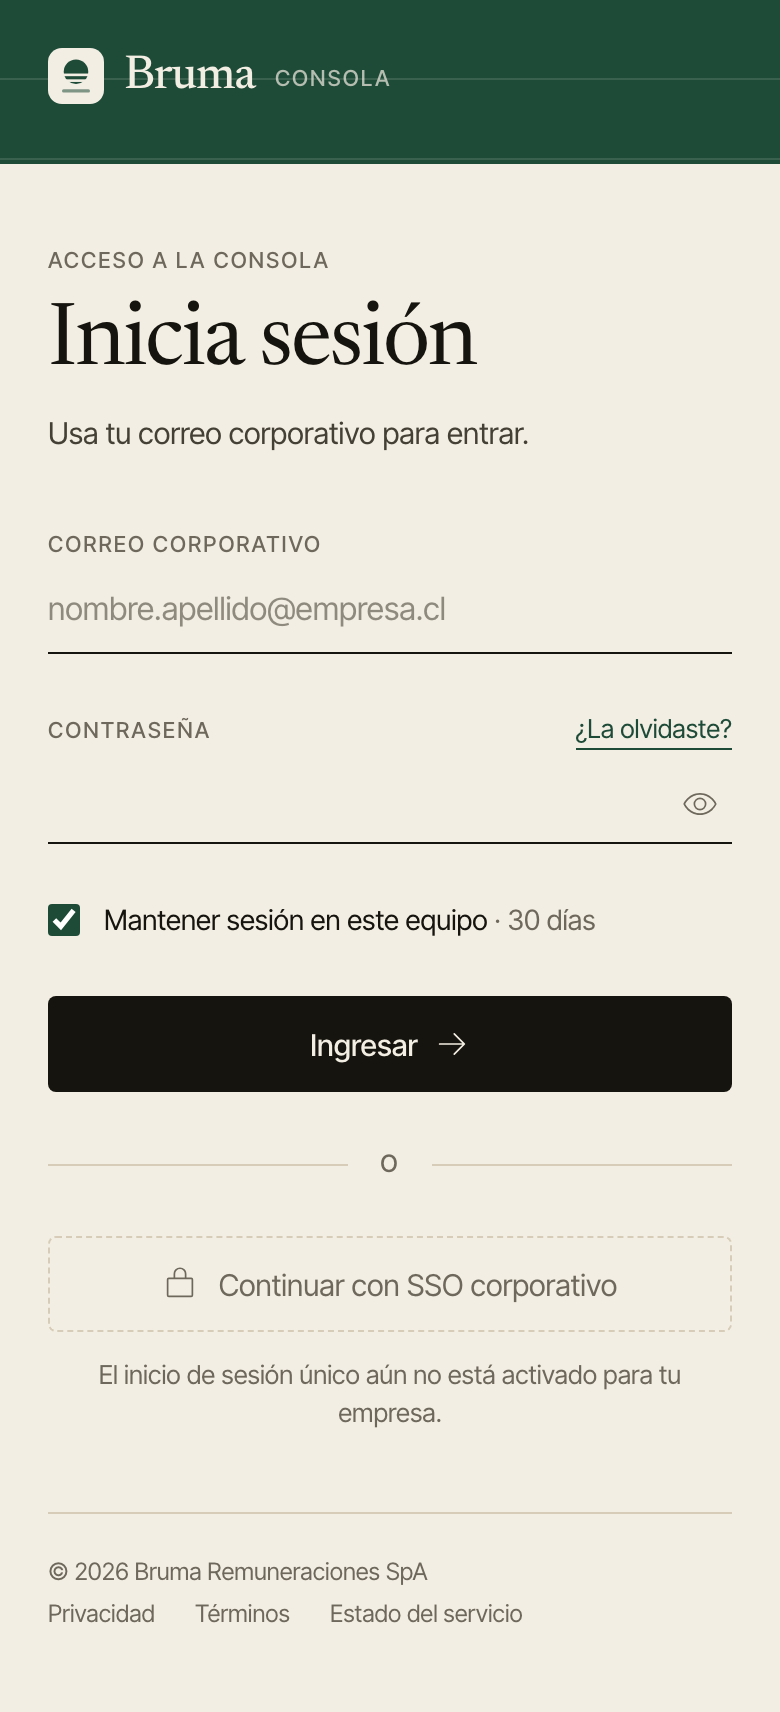 Bruma CONSOLA
ACCESO A LA CONSOLA
Inicia sesión
Usa tu correo corporativo para entrar.
CORREO CORPORATIVO
nombre.apellido@empresa.cl
CONTRASEÑA ¿La olvidaste?
Mantener sesión en este equipo · 30 días
Ingresar →
O
Continuar con SSO corporativo
El inicio de sesión único aún no está activado para tu
empresa.
© 2026 Bruma Remuneraciones SpA
Privacidad Términos Estado del servicio